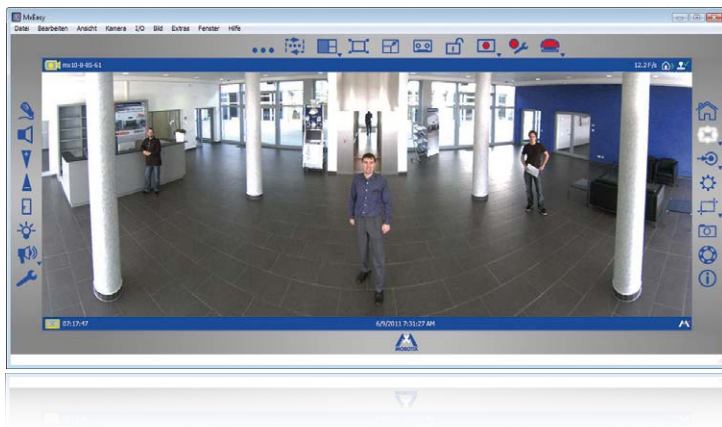 MxEasy
Datei Bearbeiten Ansicht Kamera I/O Bild Extras Fenster Hilfe
mx10-8-85-61 12.2 F/s
07:17:47 6/9/2011 7:31:27 AM
MOBOTIX